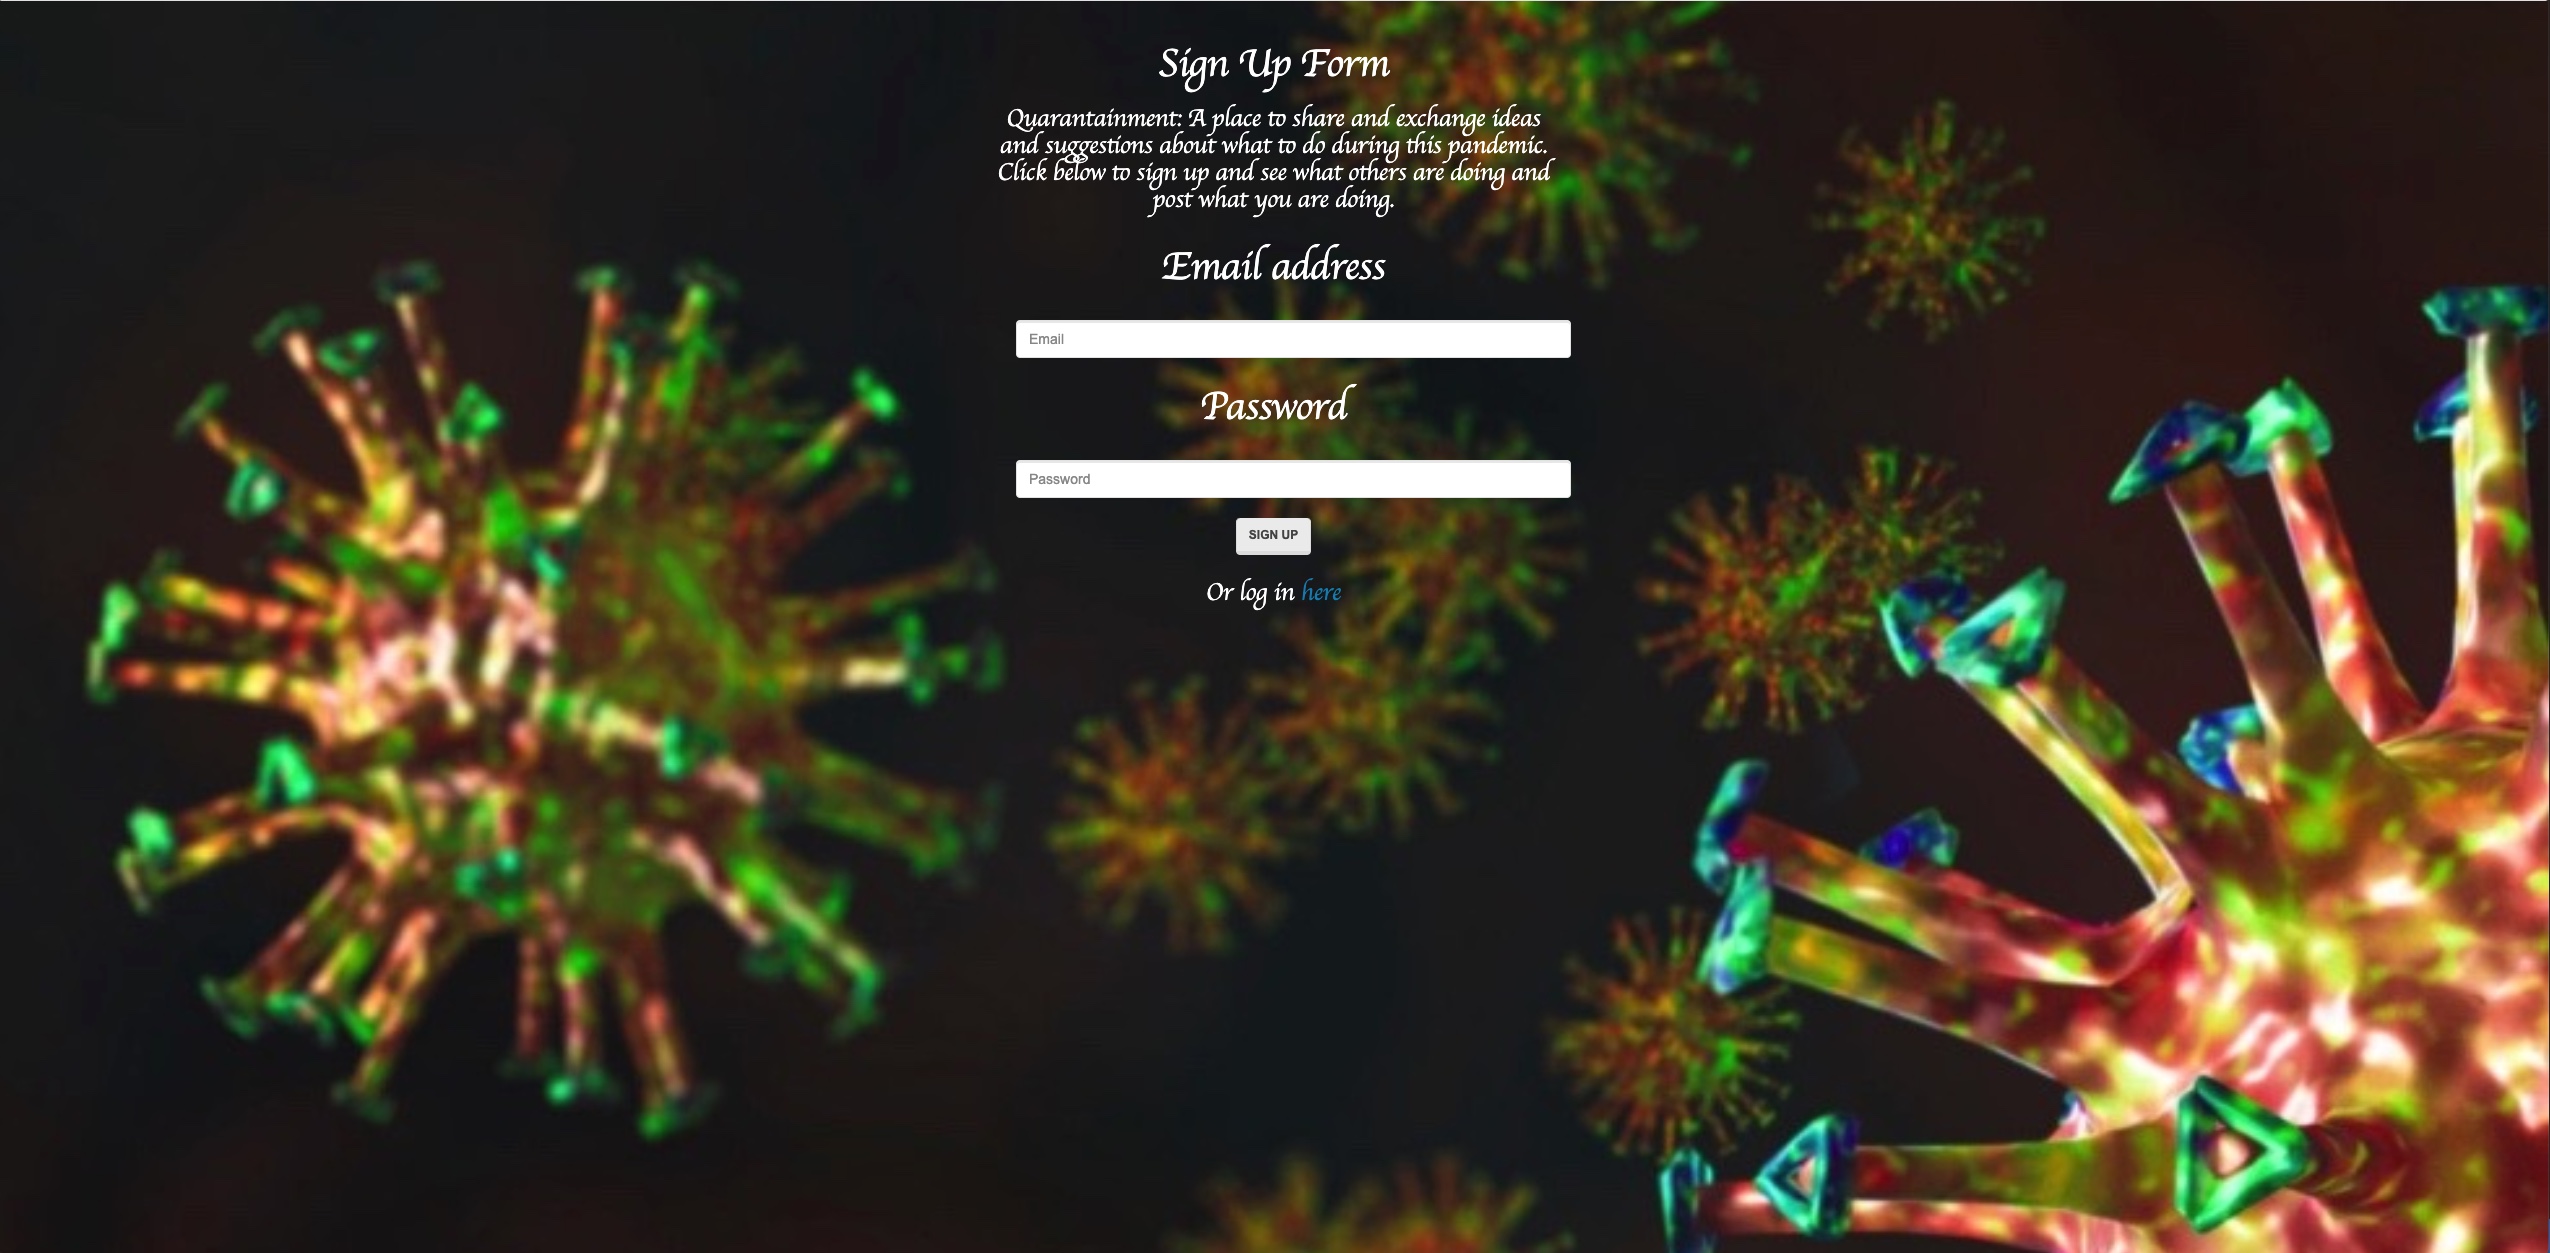 Sign Up Form
Quarantainment: A place to share and exchange ideas
and suggestions about what to do during this pandemic.
Click below to sign up and see what others are doing and
post what you are doing.
Email address
Email
Password
Password
SIGN UP
Or log in here